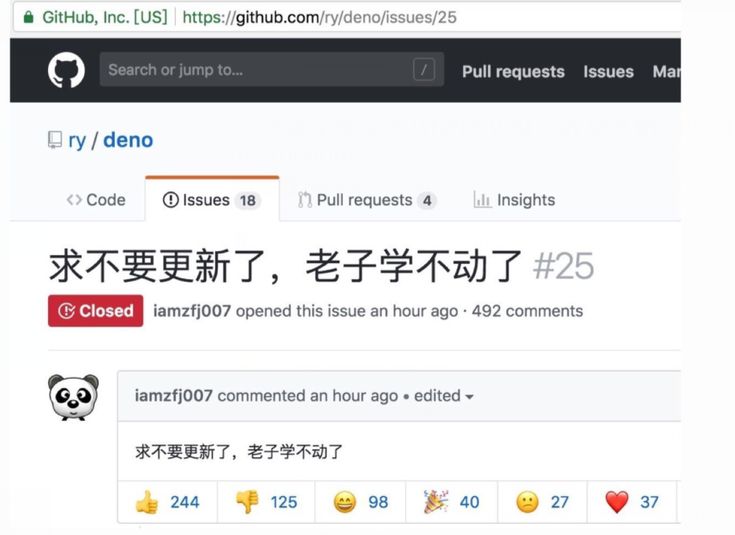 GitHub, Inc. [US] https://github.com/ry/deno/issues/25
Search or jump to... / Pull requests Issues
ry / deno
Code Issues 18 Pull requests 4 Insights
求不要更新了，老子学不动了 #25
Closed iamzfj007 opened this issue an hour ago · 492 comments
iamzfj007 commented an hour ago • edited
求不要更新了，老子学不动了
244 125 98 40 27 37